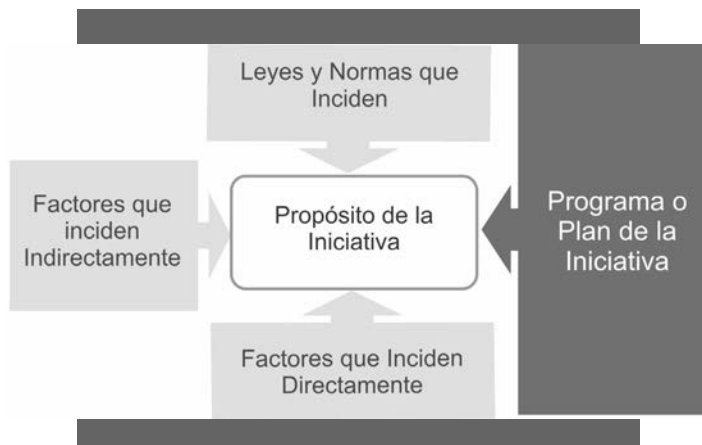 Leyes y Normas que
Inciden
Factores que
inciden
Indirectamente
Propósito de la
Iniciativa
Programa o
Plan de la
Iniciativa
Factores que Inciden
Directamente